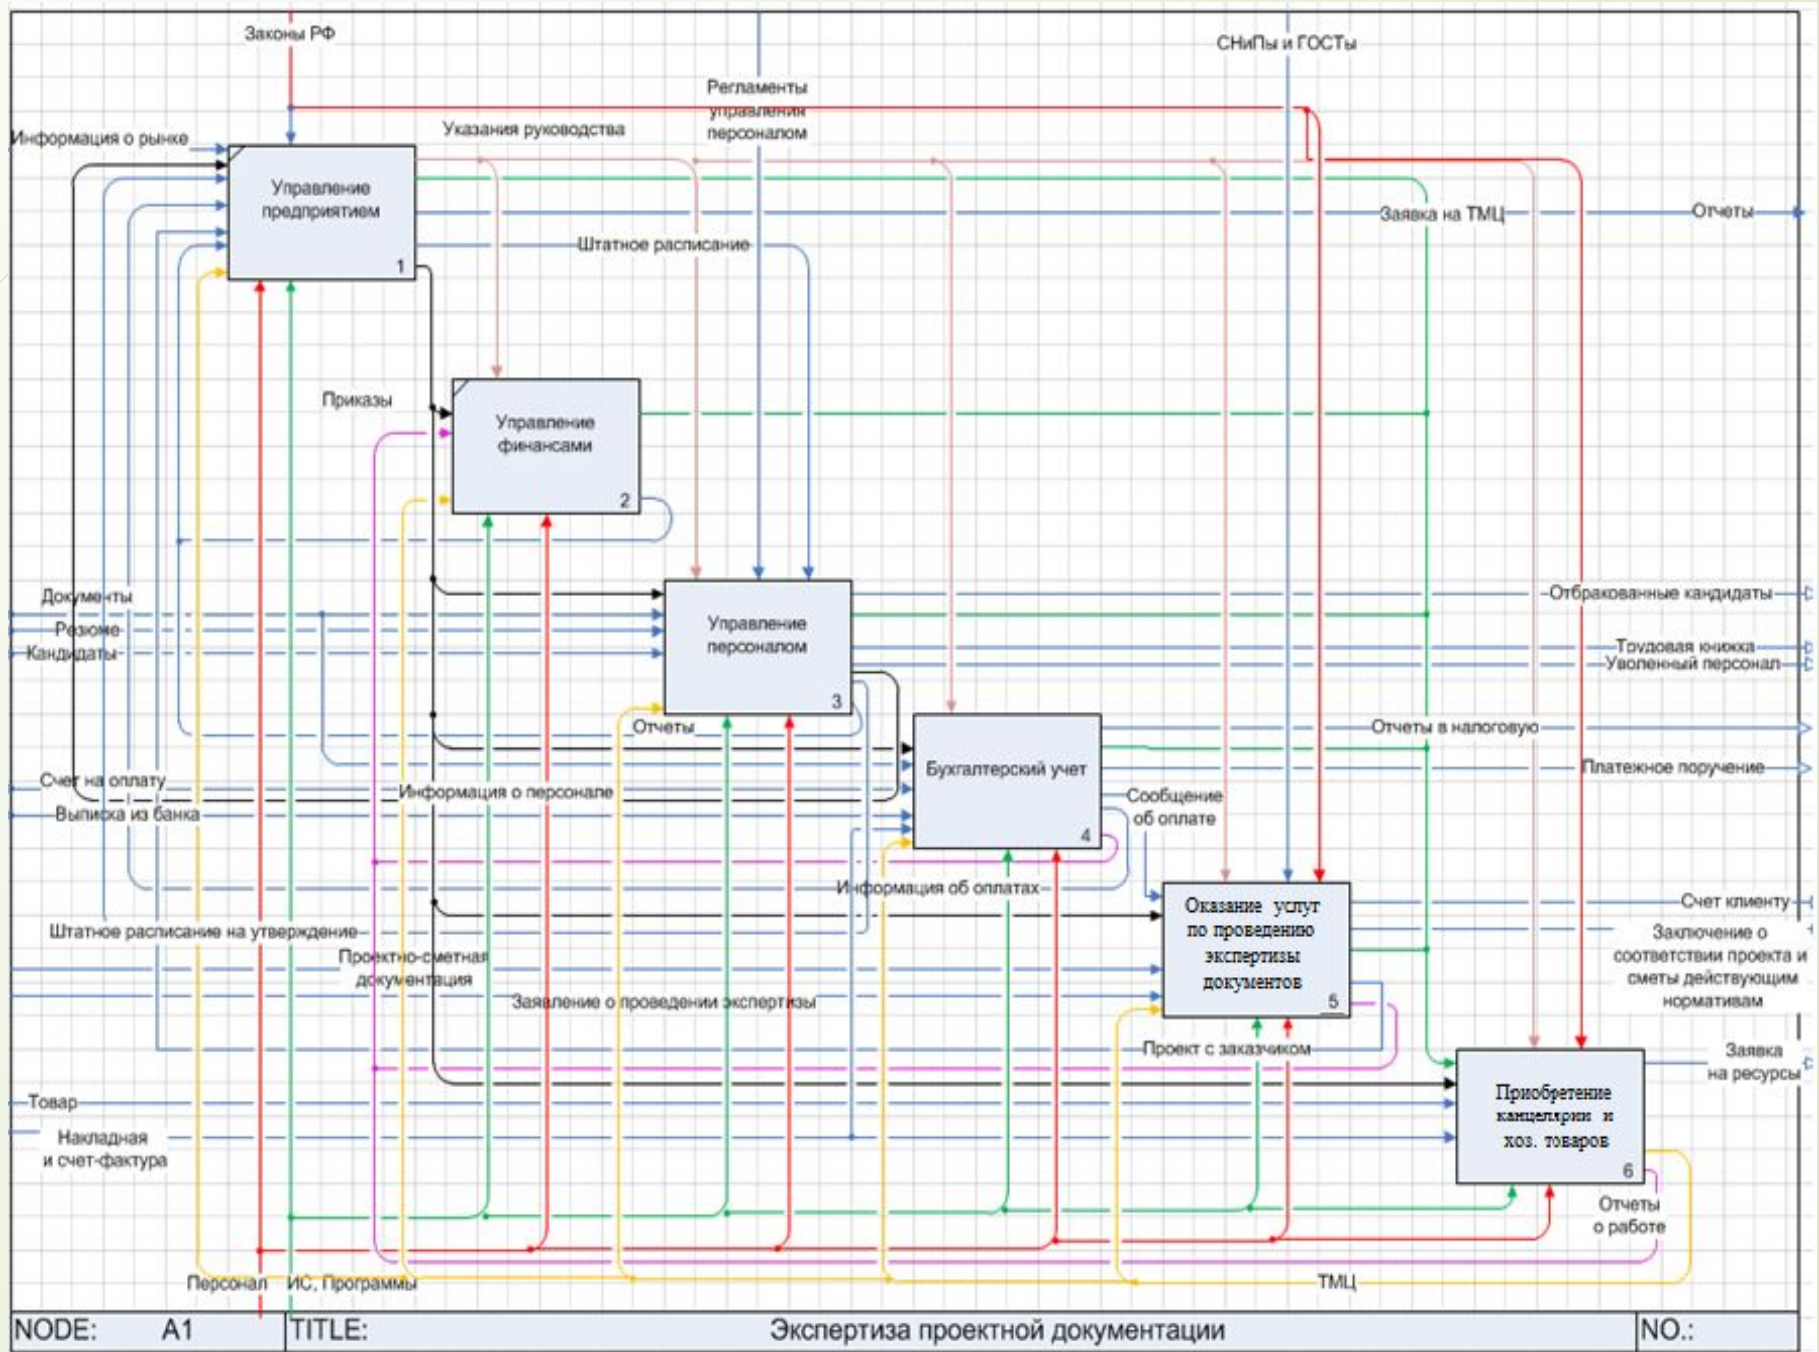 Законы РФ
СНиПы и ГОСТы
Регламенты
управления
персоналом
Указания руководства
Информация о рынке
Управление
предприятием
1
Заявка на ТМЦ
Отчеты
Штатное расписание
Приказы
Управление
финансами
2
Документы
Резюме
Кандидаты
Управление
персоналом
3
Отбракованные кандидаты
Трудовая книжка
Уволенный персонал
Отчеты
Отчеты в налоговую
Бухгалтерский учет
4
Платежное поручение
Счет на оплату
Информация о персонале
Выписка из банка
Сообщение
об оплате
Информация об оплатах
Оказание услуг
по проведению
экспертизы
документов
5
Счет клиенту
Штатное расписание на утверждение
Заключение о
соответствии проекта и
сметы действующим
нормативам
Проектно-сметная
документация
Заявление о проведении экспертизы
Проект с заказчиком
Заявка
на ресурсы
Товар
Приобретение
канцелярии и
хоз. товаров
6
Накладная
и счет-фактура
Отчеты
о работе
Персонал
ИС, Программы
ТМЦ
NODE: A1
TITLE: Экспертиза проектной документации
NO.: